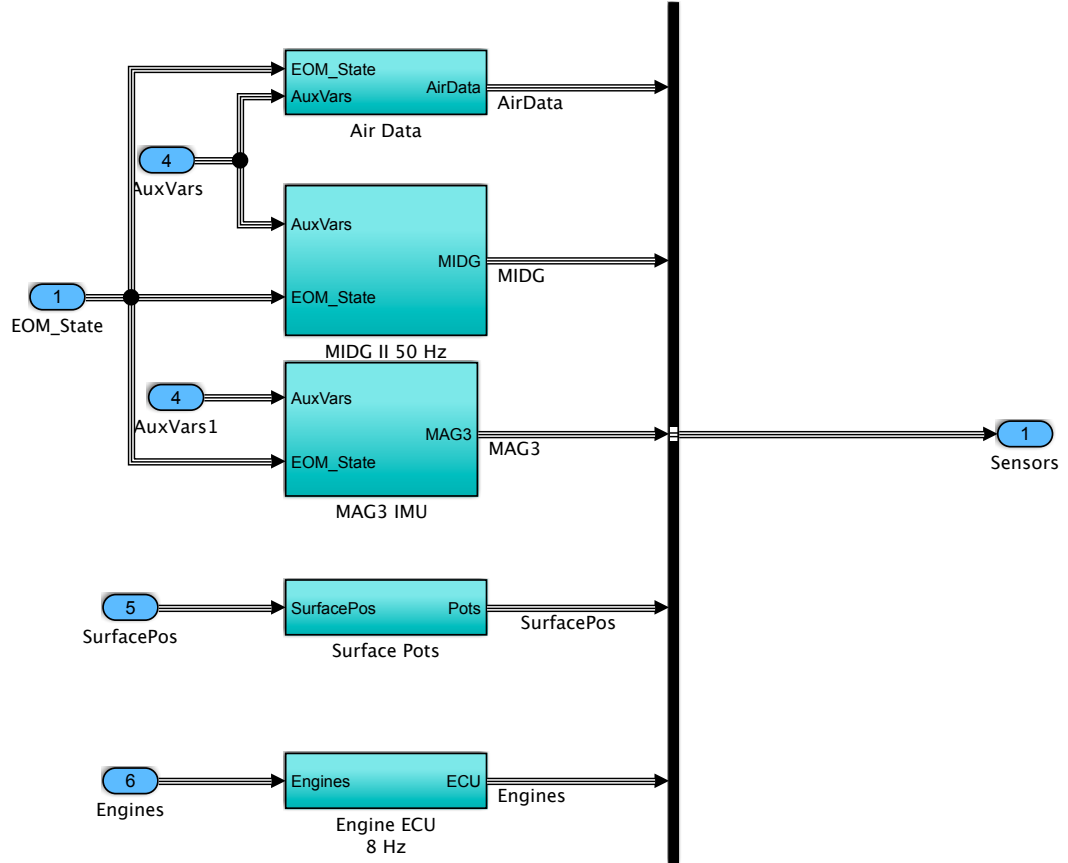 EOM_State
AuxVars
AirData
AirData
Air Data
4
AuxVars
AuxVars
MIDG
MIDG
EOM_State
MIDG II 50 Hz
1
EOM_State
4
AuxVars1
AuxVars
MAG3
MAG3
EOM_State
MAG3 IMU
1
Sensors
5
SurfacePos
SurfacePos
Pots
SurfacePos
Surface Pots
6
Engines
Engines
ECU
Engines
Engine ECU
8 Hz